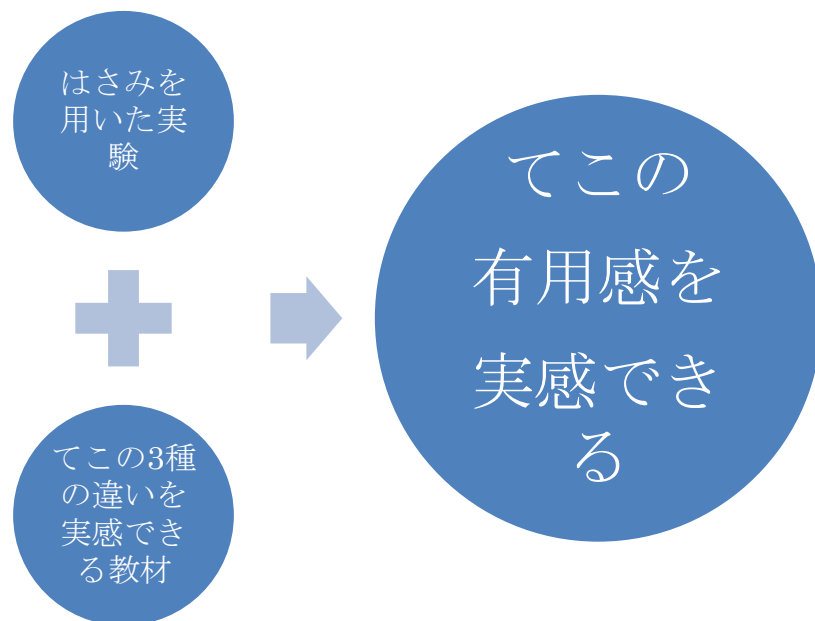 はさみを
用いた実
験
てこの3種
の違いを
実感でき
る教材
てこの
有用感を
実感でき
る